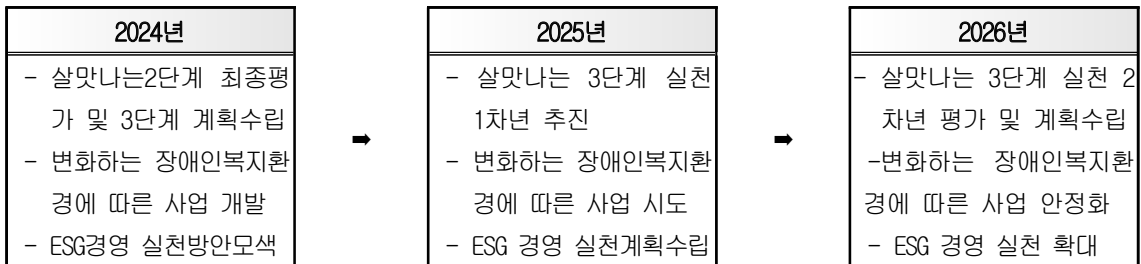 2024년
- 살맛나는2단계 최종평
가 및 3단계 계획수립
- 변화하는 장애인복지환
경에 따른 사업 개발
- ESG경영 실천방안모색
➡
2025년
- 살맛나는 3단계 실천
1차년 추진
- 변화하는 장애인복지환
경에 따른 사업 시도
- ESG 경영 실천계획수립
➡
2026년
- 살맛나는 3단계 실천 2
차년 평가 및 계획수립
-변화하는 장애인복지환
경에 따른 사업 안정화
- ESG 경영 실천 확대